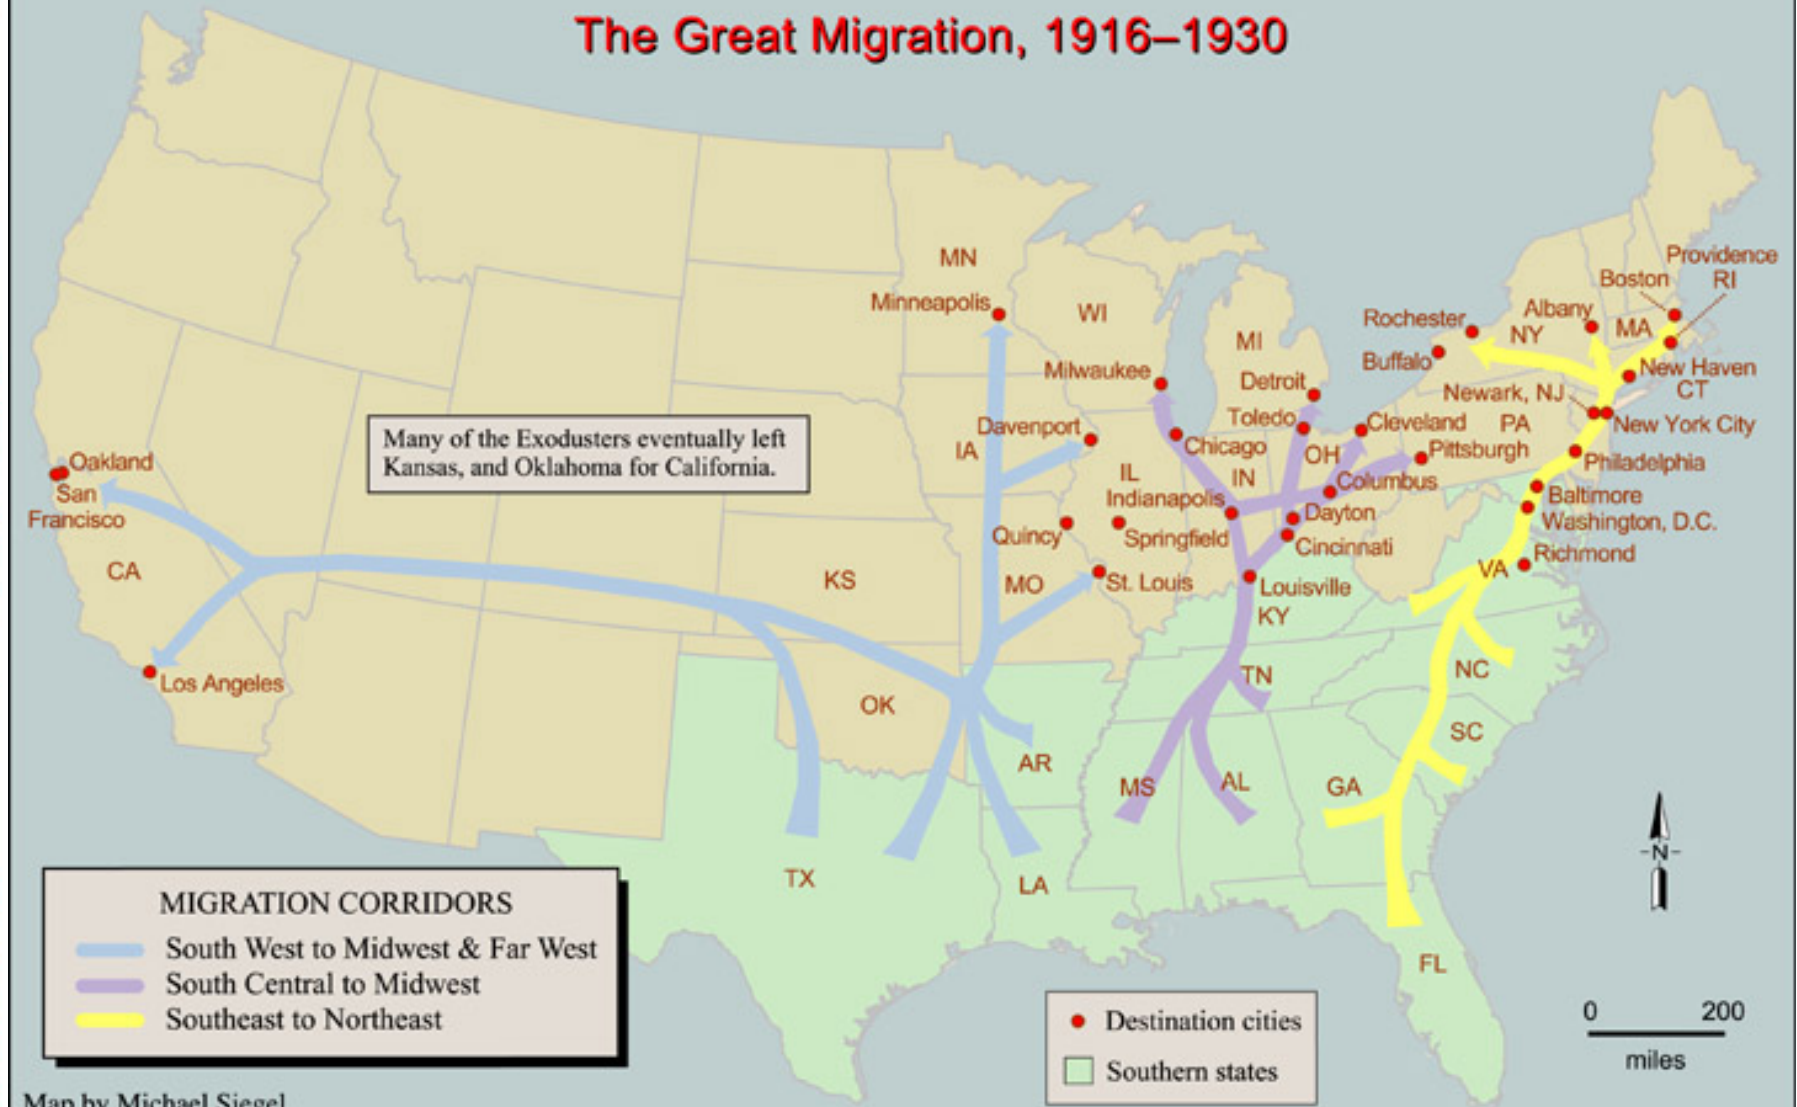 The Great Migration, 1916–1930
Providence
RI
Boston
MN
Minneapolis
WI
Rochester
Albany
NY
MA
MI
Buffalo
Milwaukee
Detroit
New Haven
CT
Newark, NJ
Toledo
Cleveland
PA
New York City
Many of the Exodusters eventually left
Kansas, and Oklahoma for California.
Davenport
IA
Chicago
OH
Pittsburgh
Philadelphia
Oakland
San
Francisco
IL
IN
Indianapolis
Columbus
Baltimore
Washington, D.C.
Quincy
Springfield
Dayton
Cincinnati
Richmond
CA
KS
MO
St. Louis
Louisville
VA
KY
Los Angeles
OK
TN
NC
SC
AR
MS
AL
GA
TX
LA
FL
N
MIGRATION CORRIDORS
South West to Midwest & Far West
South Central to Midwest
Southeast to Northeast
Destination cities
Southern states
0 200
miles
Map by Michael Siegel